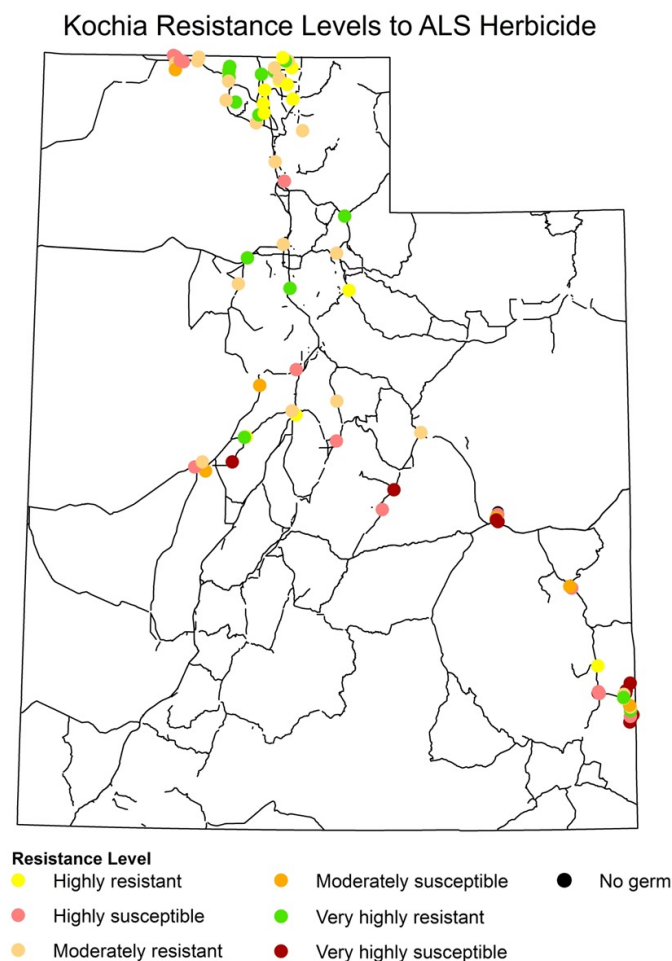 Kochia Resistance Levels to ALS Herbicide
Resistance Level
Highly resistant
Moderately susceptible
No germ
Highly susceptible
Very highly resistant
Moderately resistant
Very highly susceptible